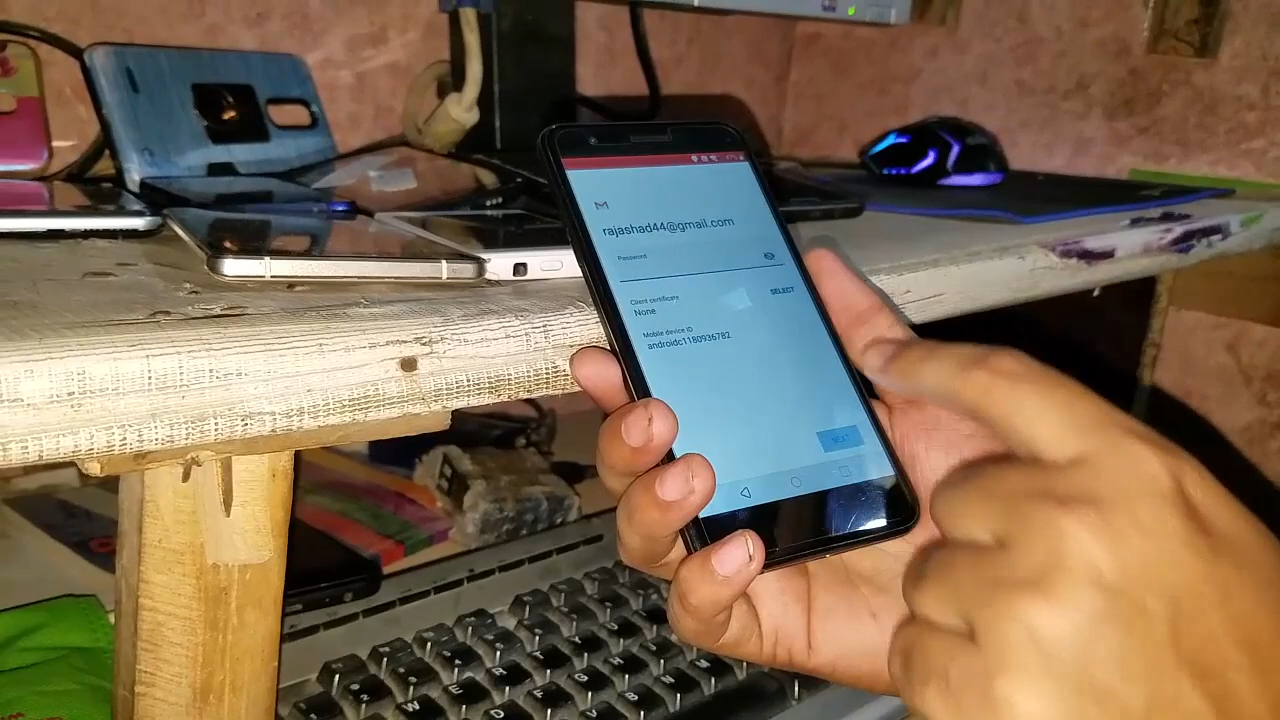 rajashad44@gmail.com
Password
Client certificate
SELECT
None
Mobile device ID
androidc1180936782
NEXT